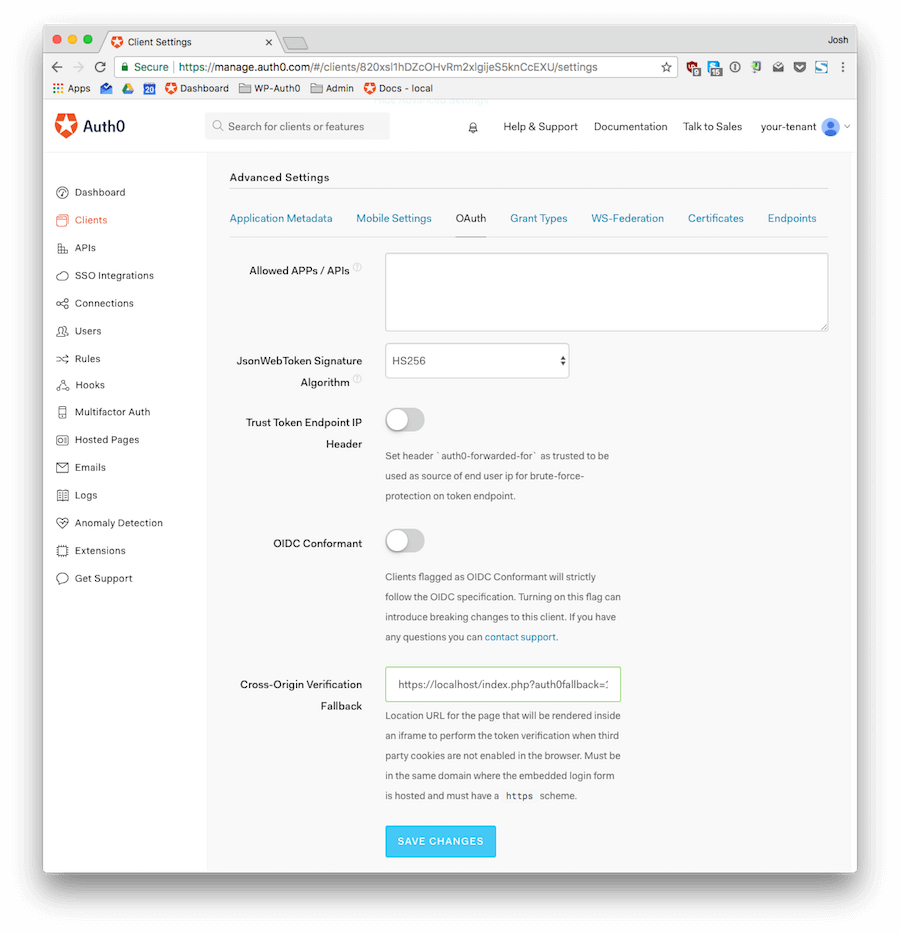 Client Settings
Josh
Secure https://manage.auth0.com/#/clients/820xsl1hDZcOHvRm2xlgijeS5knCcEXU/settings
9
15
Apps
20
Dashboard
WP-Auth0
Admin
Docs - local
Auth0
Search for clients or features
Help & Support
Documentation
Talk to Sales
your-tenant
Dashboard
Clients
APIs
SSO Integrations
Connections
Users
Rules
Hooks
Multifactor Auth
Hosted Pages
Emails
Logs
Anomaly Detection
Extensions
Get Support
Advanced Settings
Application Metadata
Mobile Settings
OAuth
Grant Types
WS-Federation
Certificates
Endpoints
Allowed APPs / APIs
JsonWebToken Signature
Algorithm
HS256
Trust Token Endpoint IP
Header
Set header `auth0-forwarded-for` as trusted to be
used as source of end user ip for brute-force-
protection on token endpoint.
OIDC Conformant
Clients flagged as OIDC Conformant will strictly
follow the OIDC specification. Turning on this flag can
introduce breaking changes to this client. If you have
any questions you can contact support.
Cross-Origin Verification
Fallback
https://localhost/index.php?auth0fallback=
Location URL for the page that will be rendered inside
an iframe to perform the token verification when third
party cookies are not enabled in the browser. Must be
in the same domain where the embedded login form
is hosted and must have a https scheme.
SAVE CHANGES